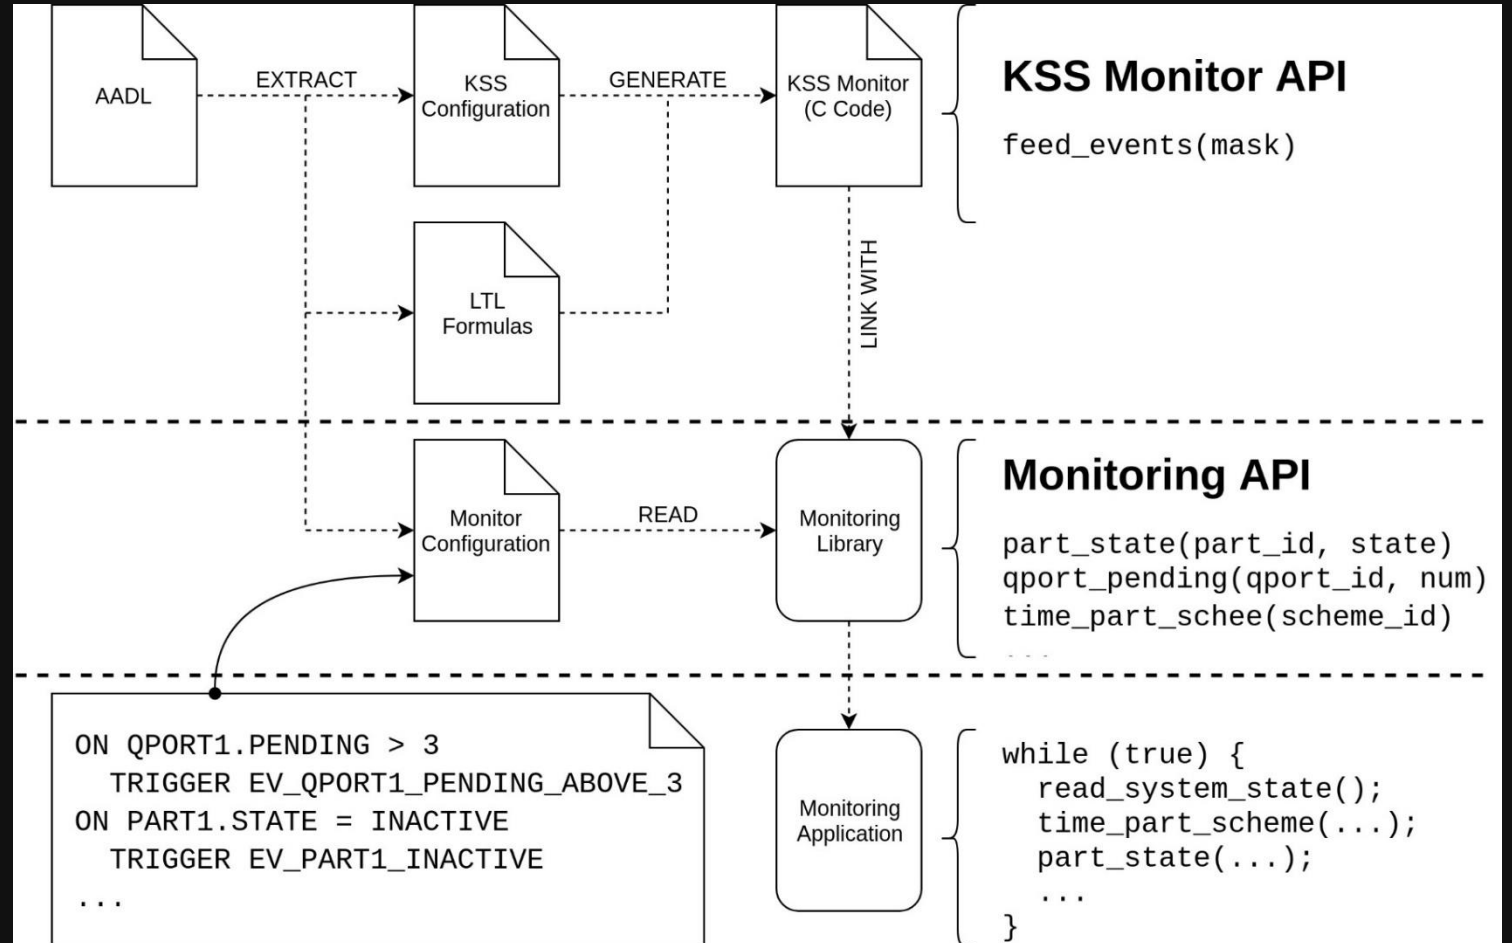 AADL
EXTRACT
KSS
Configuration
GENERATE
KSS Monitor
(C Code)
KSS Monitor API
feed_events(mask)
LTL
Formulas
LINK WITH
Monitor
Configuration
READ
Monitoring
Library
Monitoring API
part_state(part_id, state)
qport_pending(qport_id, num)
time_part_schee(scheme_id)
...
ON QPORT1.PENDING > 3
TRIGGER EV_QPORT1_PENDING_ABOVE_3
ON PART1.STATE = INACTIVE
TRIGGER EV_PART1_INACTIVE
...
Monitoring
Application
while (true) {
read_system_state();
time_part_scheme(...);
part_state(...);
...
}